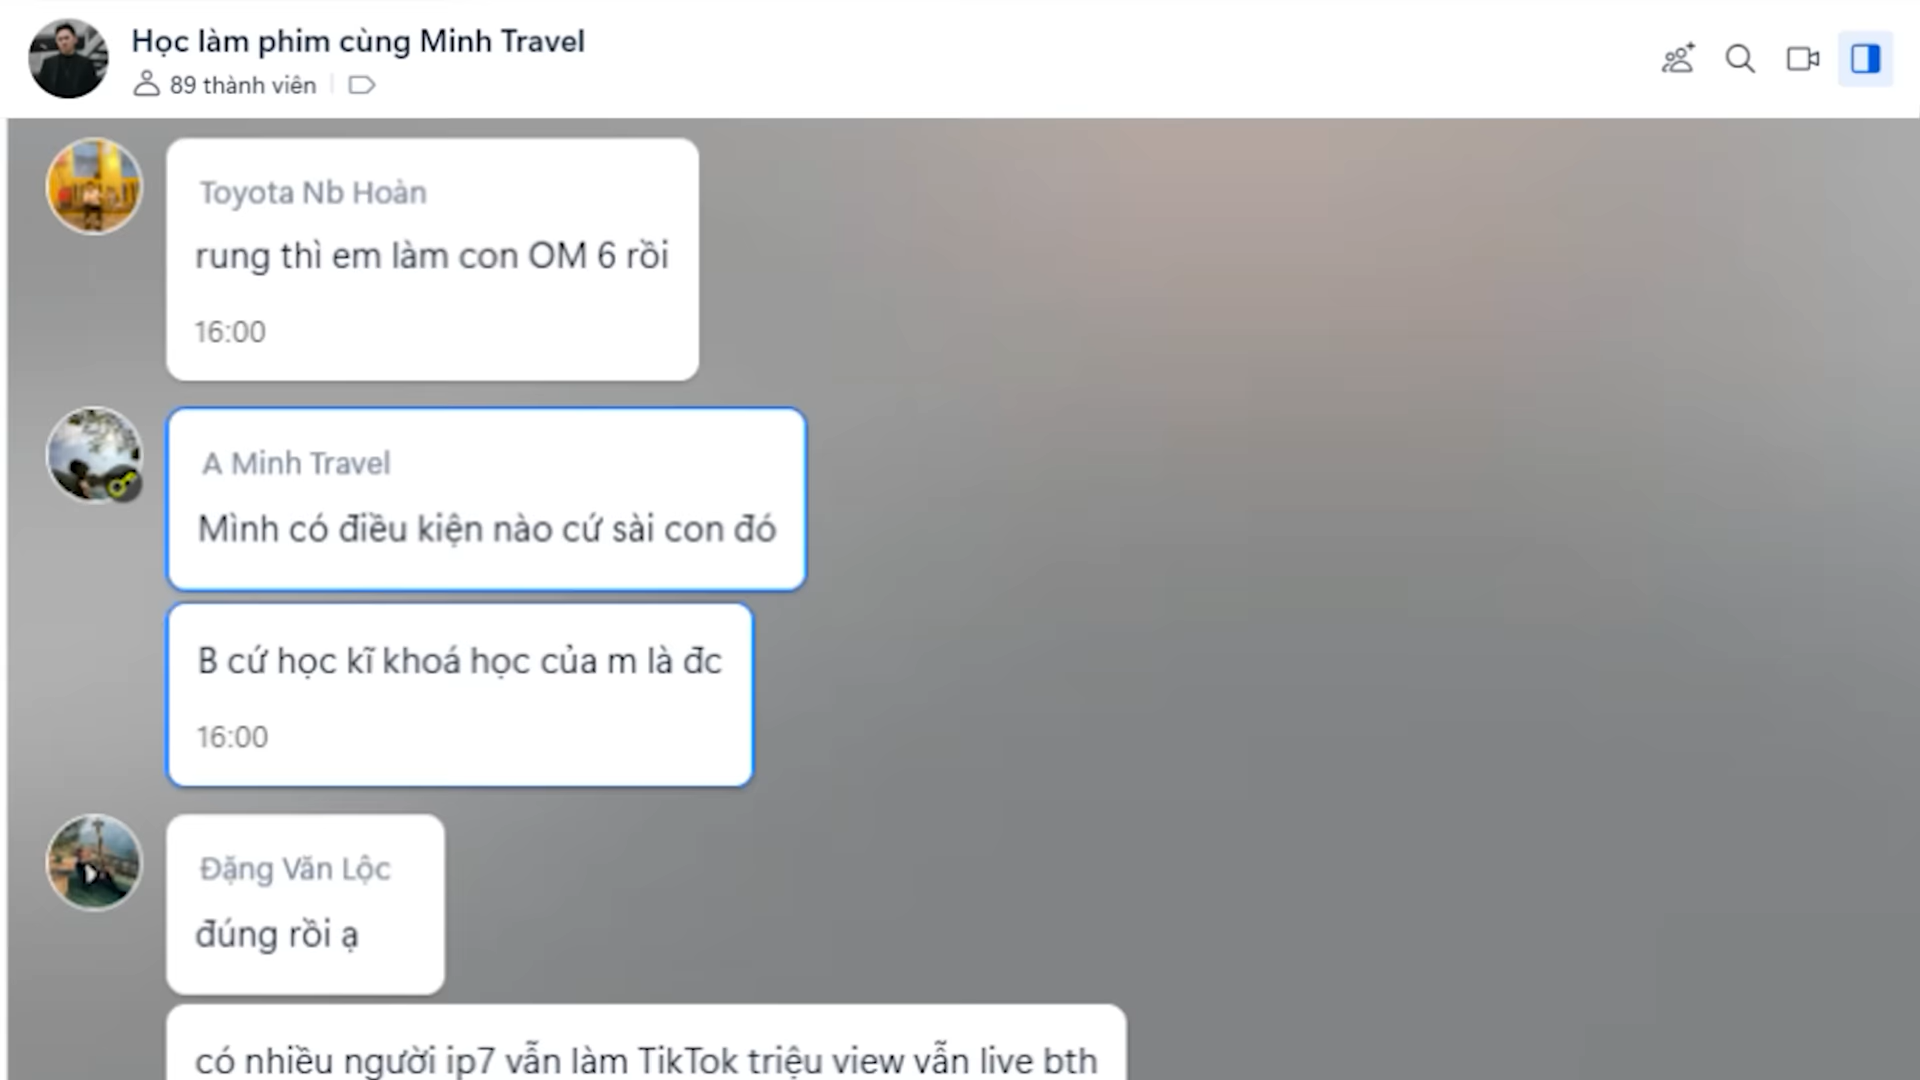 Học làm phim cùng Minh Travel
89 thành viên
Toyota Nb Hoàn
rung thì em làm con OM 6 rồi
16:00
A Minh Travel
Mình có điều kiện nào cứ sài con đó
B cứ học kĩ khoá học của m là đc
16:00
Đặng Văn Lộc
đúng rồi ạ
có nhiều người ip7 vẫn làm TikTok triệu view vẫn live bth